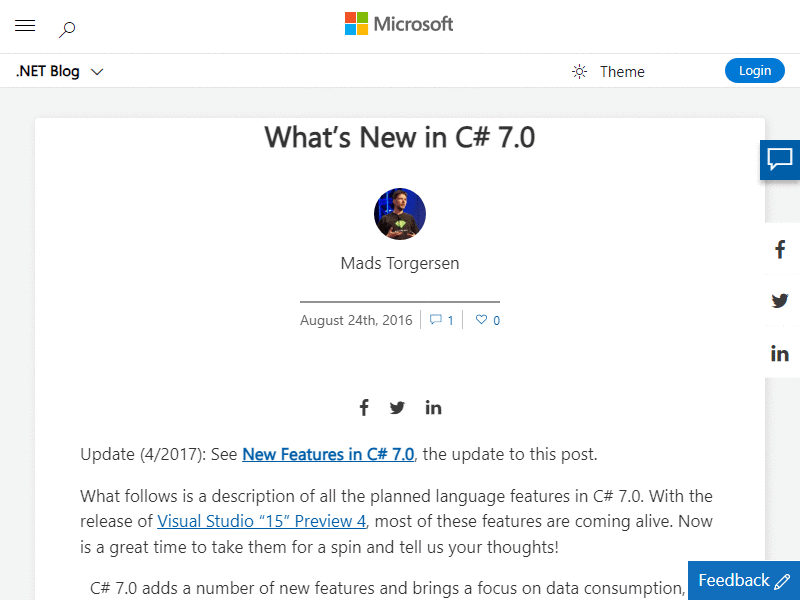 Microsoft
.NET Blog
Theme
Login
What's New in C# 7.0
Mads Torgersen
August 24th, 2016
1
0
Update (4/2017): See New Features in C# 7.0, the update to this post.
What follows is a description of all the planned language features in C# 7.0. With the
release of Visual Studio “15” Preview 4, most of these features are coming alive. Now
is a great time to take them for a spin and tell us your thoughts!
C# 7.0 adds a number of new features and brings a focus on data consumption,
Feedback